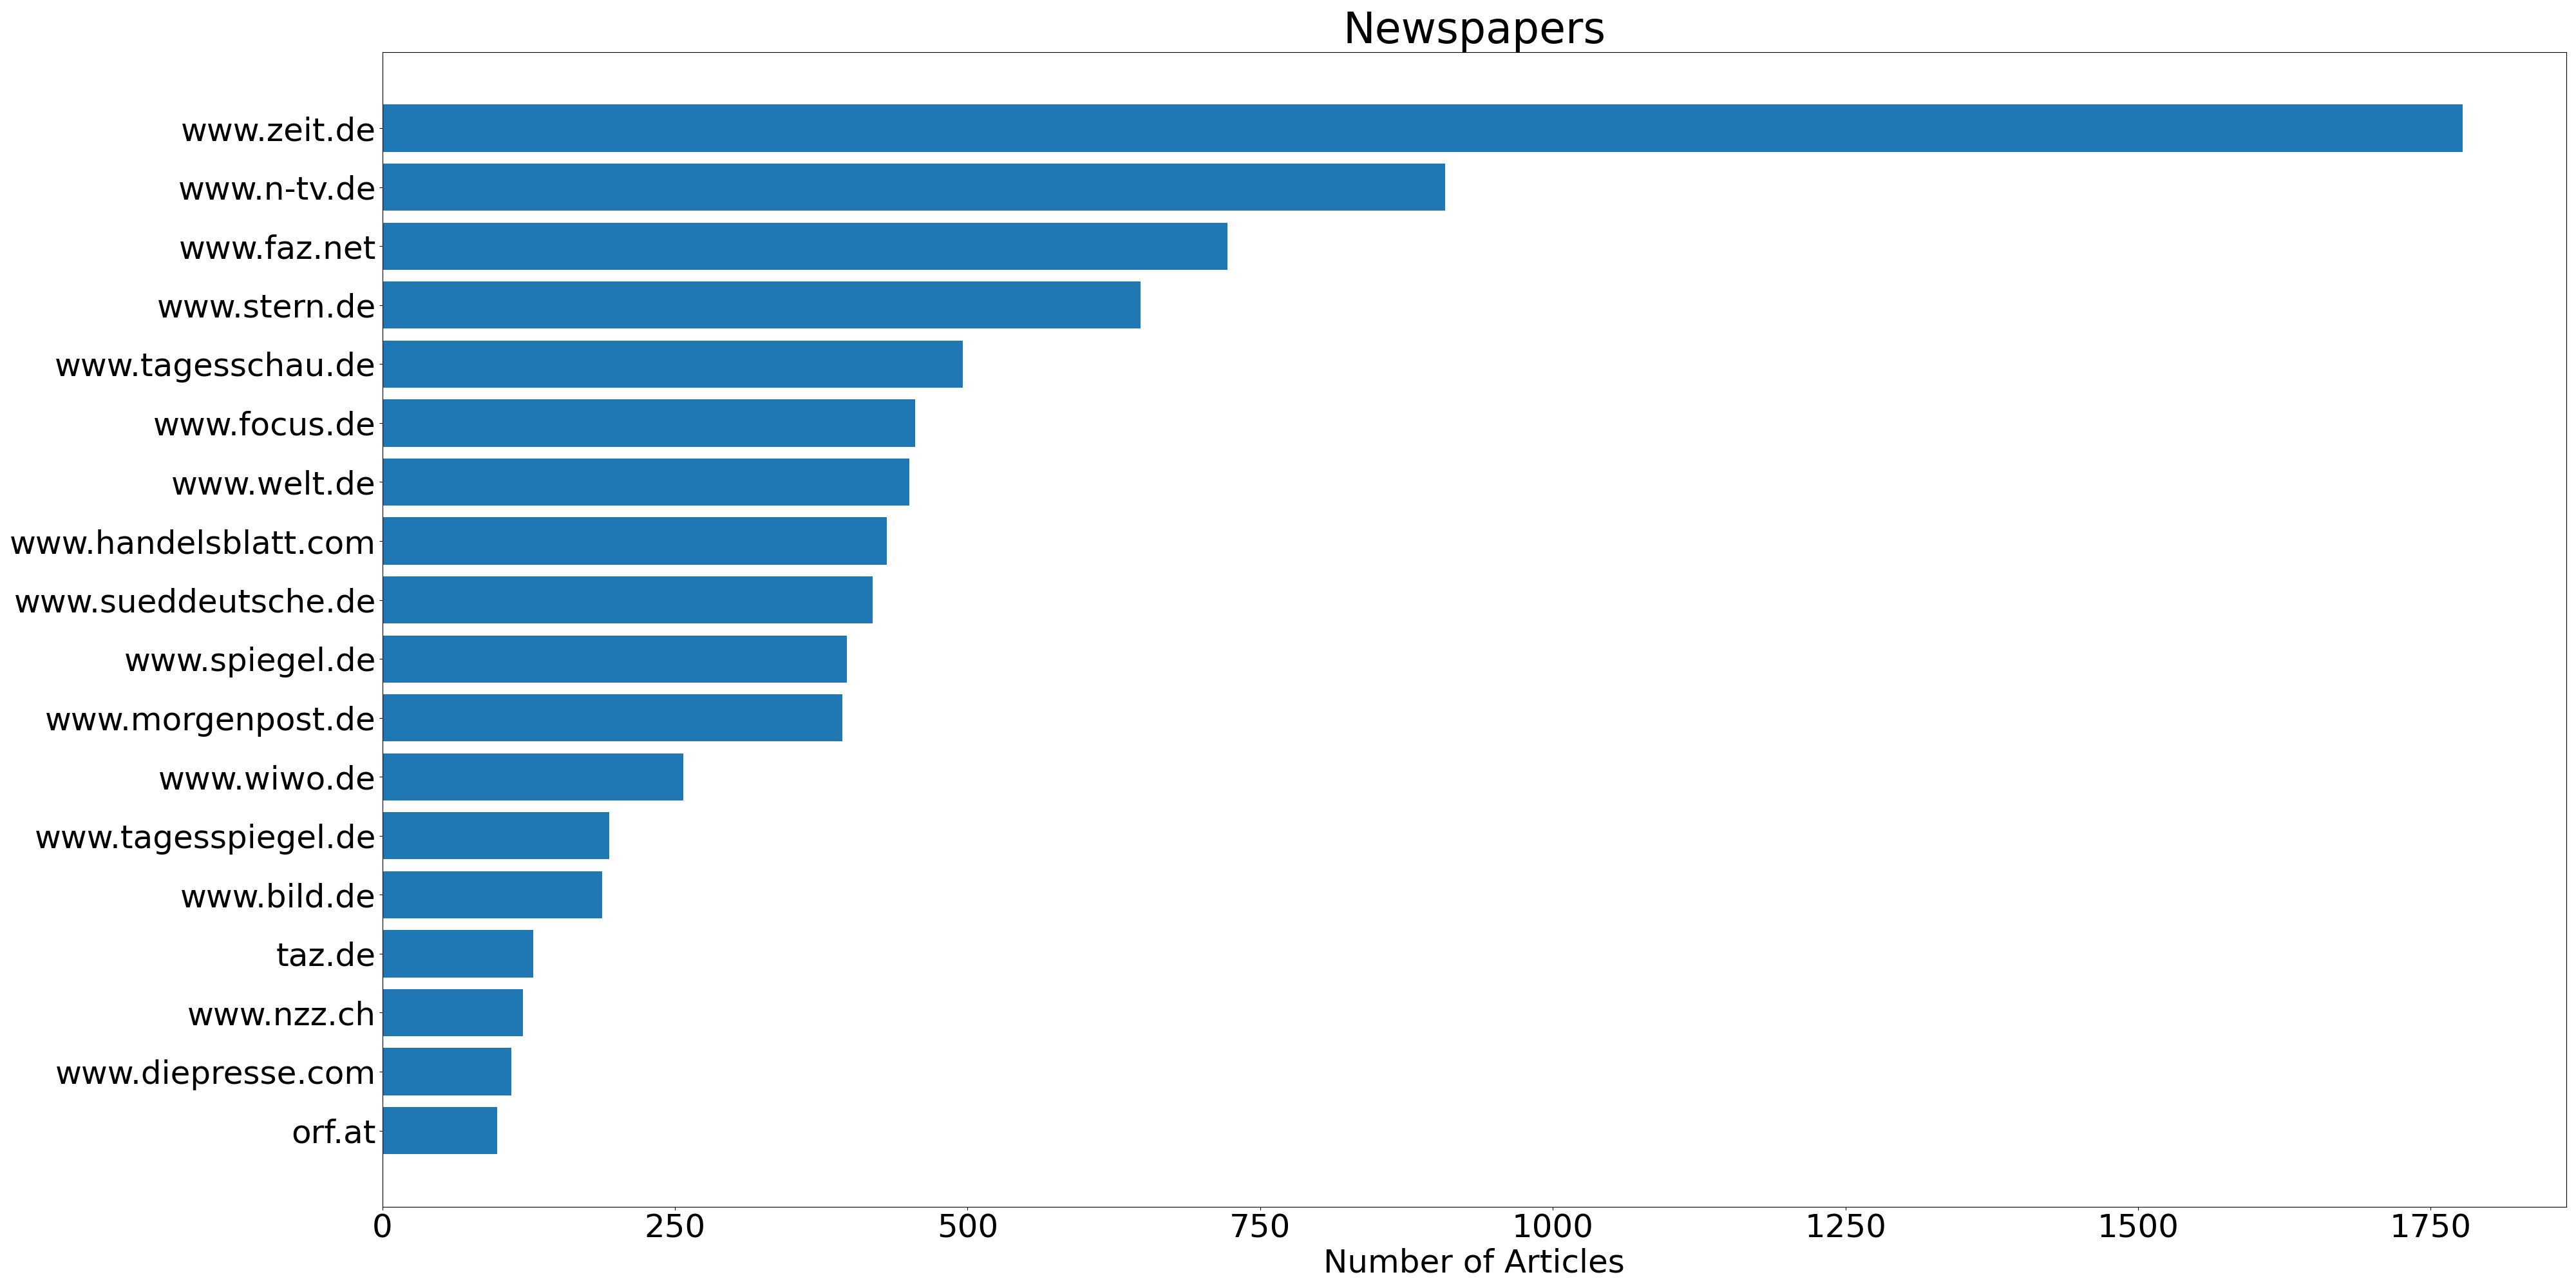 Newspapers
www.zeit.de
www.n-tv.de
www.faz.net
www.stern.de
www.tagesschau.de
www.focus.de
www.welt.de
www.handelsblatt.com
www.sueddeutsche.de
www.spiegel.de
www.morgenpost.de
www.wiwo.de
www.tagesspiegel.de
www.bild.de
taz.de
www.nzz.ch
www.diepresse.com
orf.at
0 250 500 750 1000 1250 1500 1750
Number of Articles